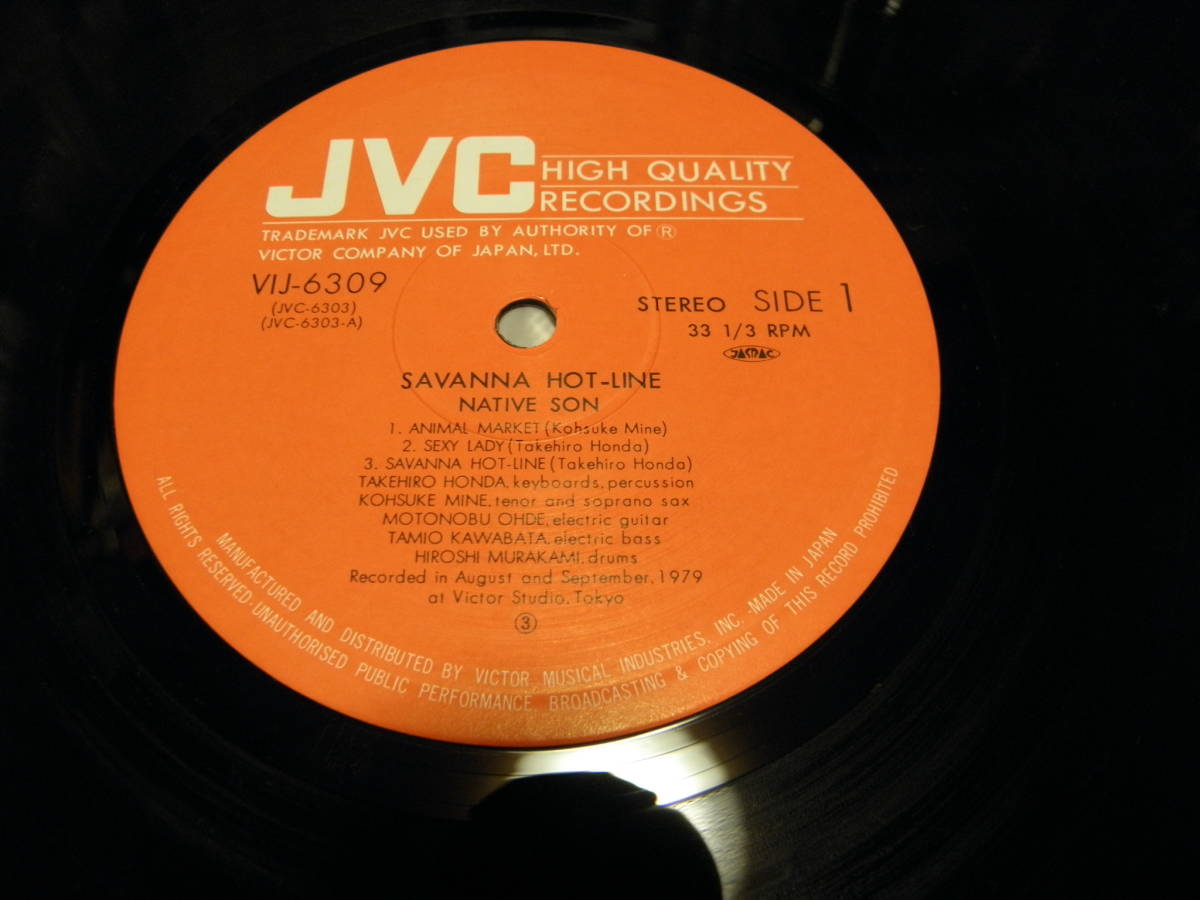 JVC HIGH QUALITY
RECORDINGS
TRADEMARK JVC USED BY AUTHORITY OF ®
VICTOR COMPANY OF JAPAN, LTD.
VIJ-6309
(JVC-6303)
(JVC-6303-A)
STEREO SIDE 1
33 1/3 RPM
JASRAC
SAVANNA HOT-LINE
NATIVE SON
1. ANIMAL MARKET (Kohsuke Mine)
2. SEXY LADY (Takehiro Honda)
3. SAVANNA HOT-LINE (Takehiro Honda)
TAKEHIRO HONDA, keyboards, percussion
KOHSUKE MINE, tenor and soprano sax
MOTONOBU OHDE, electric guitar
TAMIO KAWABATA, electric bass
HIROSHI MURAKAMI, drums
Recorded in August and September, 1979
at Victor Studio, Tokyo
③
MANUFACTURED AND DISTRIBUTED BY VICTOR MUSICAL INDUSTRIES, INC. · MADE IN JAPAN
ALL RIGHTS RESERVED · UNAUTHORISED PUBLIC PERFORMANCE, BROADCASTING & COPYING OF THIS RECORD PROHIBITED